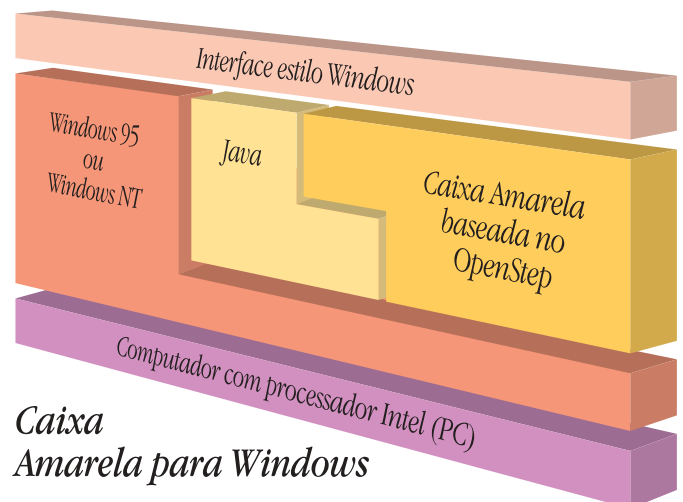 Interface estilo Windows
Windows 95
ou
Windows NT
Java
Caixa Amarela
baseada no
OpenStep
Computador com processador Intel (PC)
Caixa
Amarela para Windows